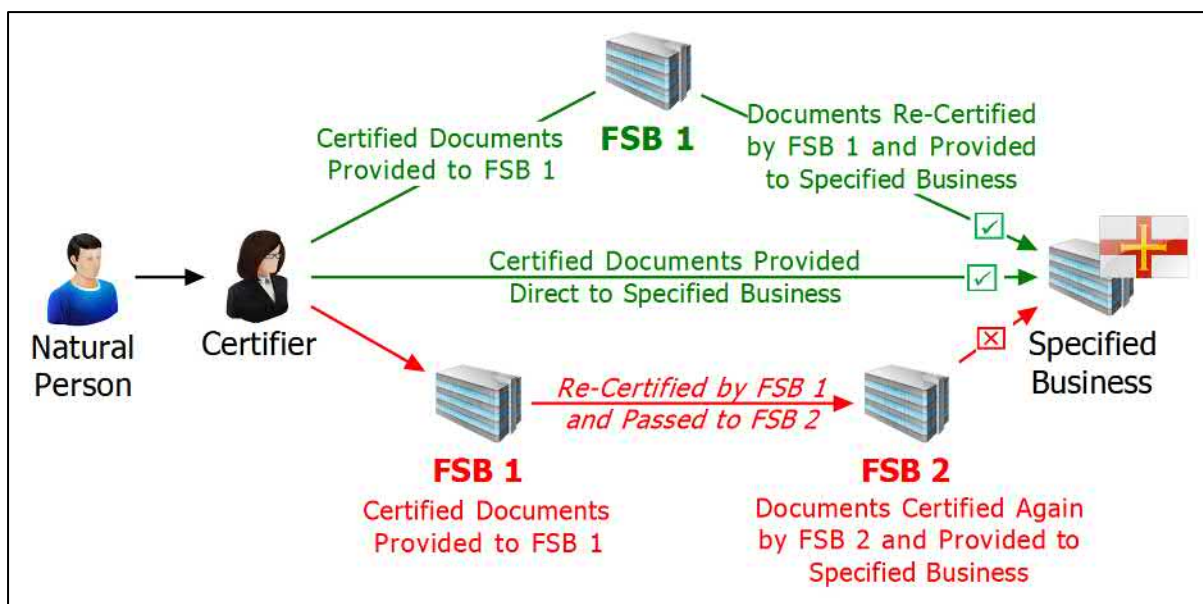 FSB 1
Certified Documents
Provided to FSB 1
Documents Re-Certified
by FSB 1 and Provided
to Specified Business
Certified Documents Provided
Direct to Specified Business
Natural
Person
Certifier
Specified
Business
Re-Certified by FSB 1
and Passed to FSB 2
FSB 1
Certified Documents
Provided to FSB 1
FSB 2
Documents Certified Again
by FSB 2 and Provided to
Specified Business